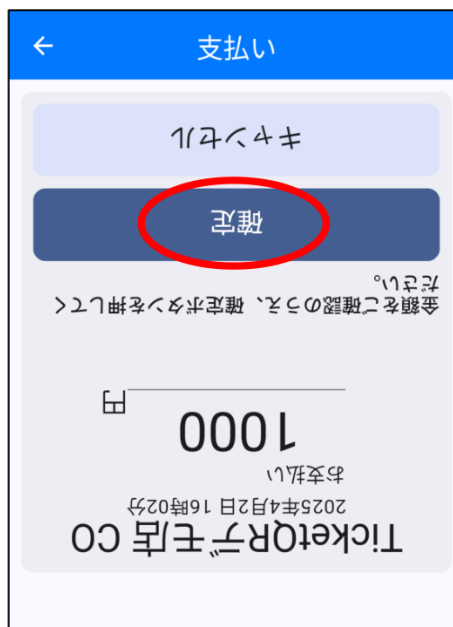 支払い
TicketQRデモ店 CO
2025年4月2日 16時02分
お支払い
1000
円
金額をご確認のうえ、確定ボタンを押してく
ださい。
確定
キャンセル